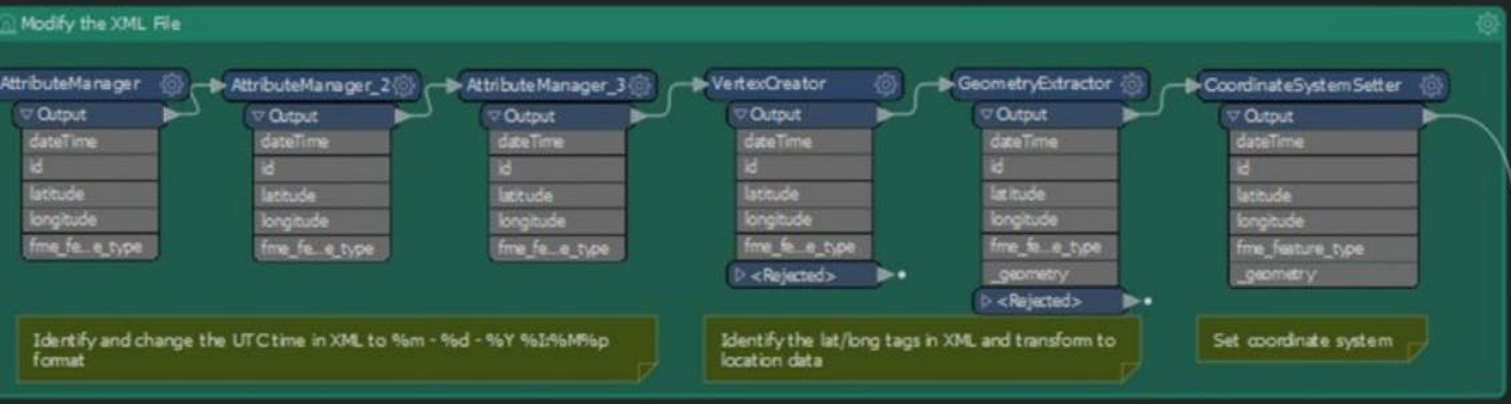 Modify the XML File
AttributeManager
Output
dateTime
id
latitude
longitude
fme_fe...e_type
AttributeManager_2
Output
dateTime
id
latitude
longitude
fme_fe...e_type
AttributeManager_3
Output
dateTime
id
latitude
longitude
fme_fe...e_type
VertexCreator
Output
dateTime
id
latitude
longitude
fme_fe...e_type
<Rejected>
GeometryExtractor
Output
dateTime
id
latitude
longitude
fme_fe...e_type
_geometry
<Rejected>
CoordinateSystemSetter
Output
dateTime
id
latitude
longitude
fme_feature_type
_geometry
Identify and change the UTC time in XML to %m - %d - %Y %I:%M%p
format
Identify the lat/long tags in XML and transform to
location data
Set coordinate system